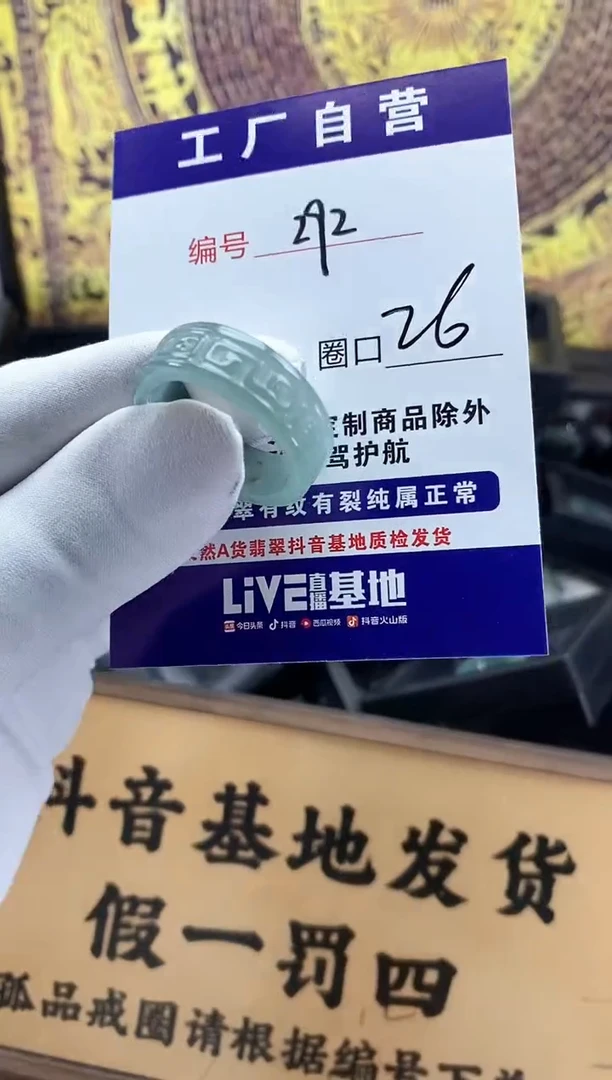 工厂自营
编号 292
圈口 26
制商品除外
驾护航
翠有纹有裂纯属正常
然A货翡翠抖音基地质检发货
LIVE直播基地
头条 今日头条 抖音 西瓜视频 抖音火山版
抖音基地发货
假一罚四
孤品戒圈请根据编号下单